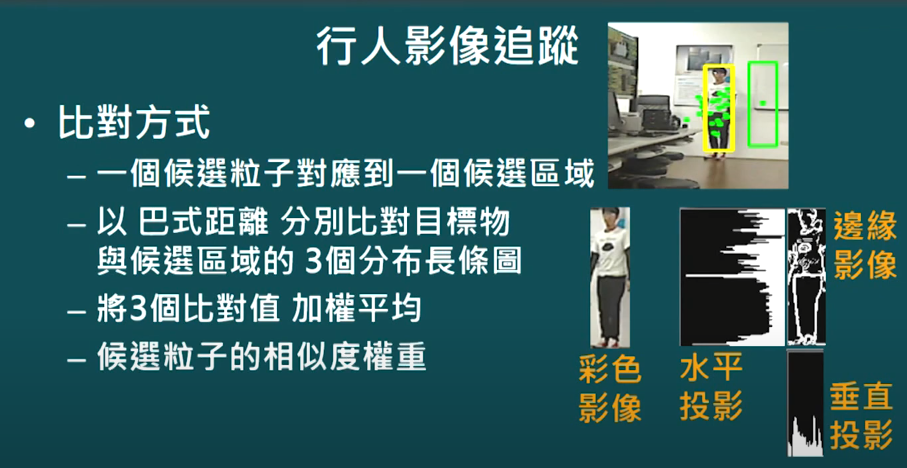 行人影像追蹤
• 比對方式
– 一個候選粒子對應到一個候選區域
– 以 巴式距離 分別比對目標物
與候選區域的 3個分布長條圖
– 將3個比對值 加權平均
– 候選粒子的相似度權重
邊緣
影像
彩色
影像
水平
投影
垂直
投影